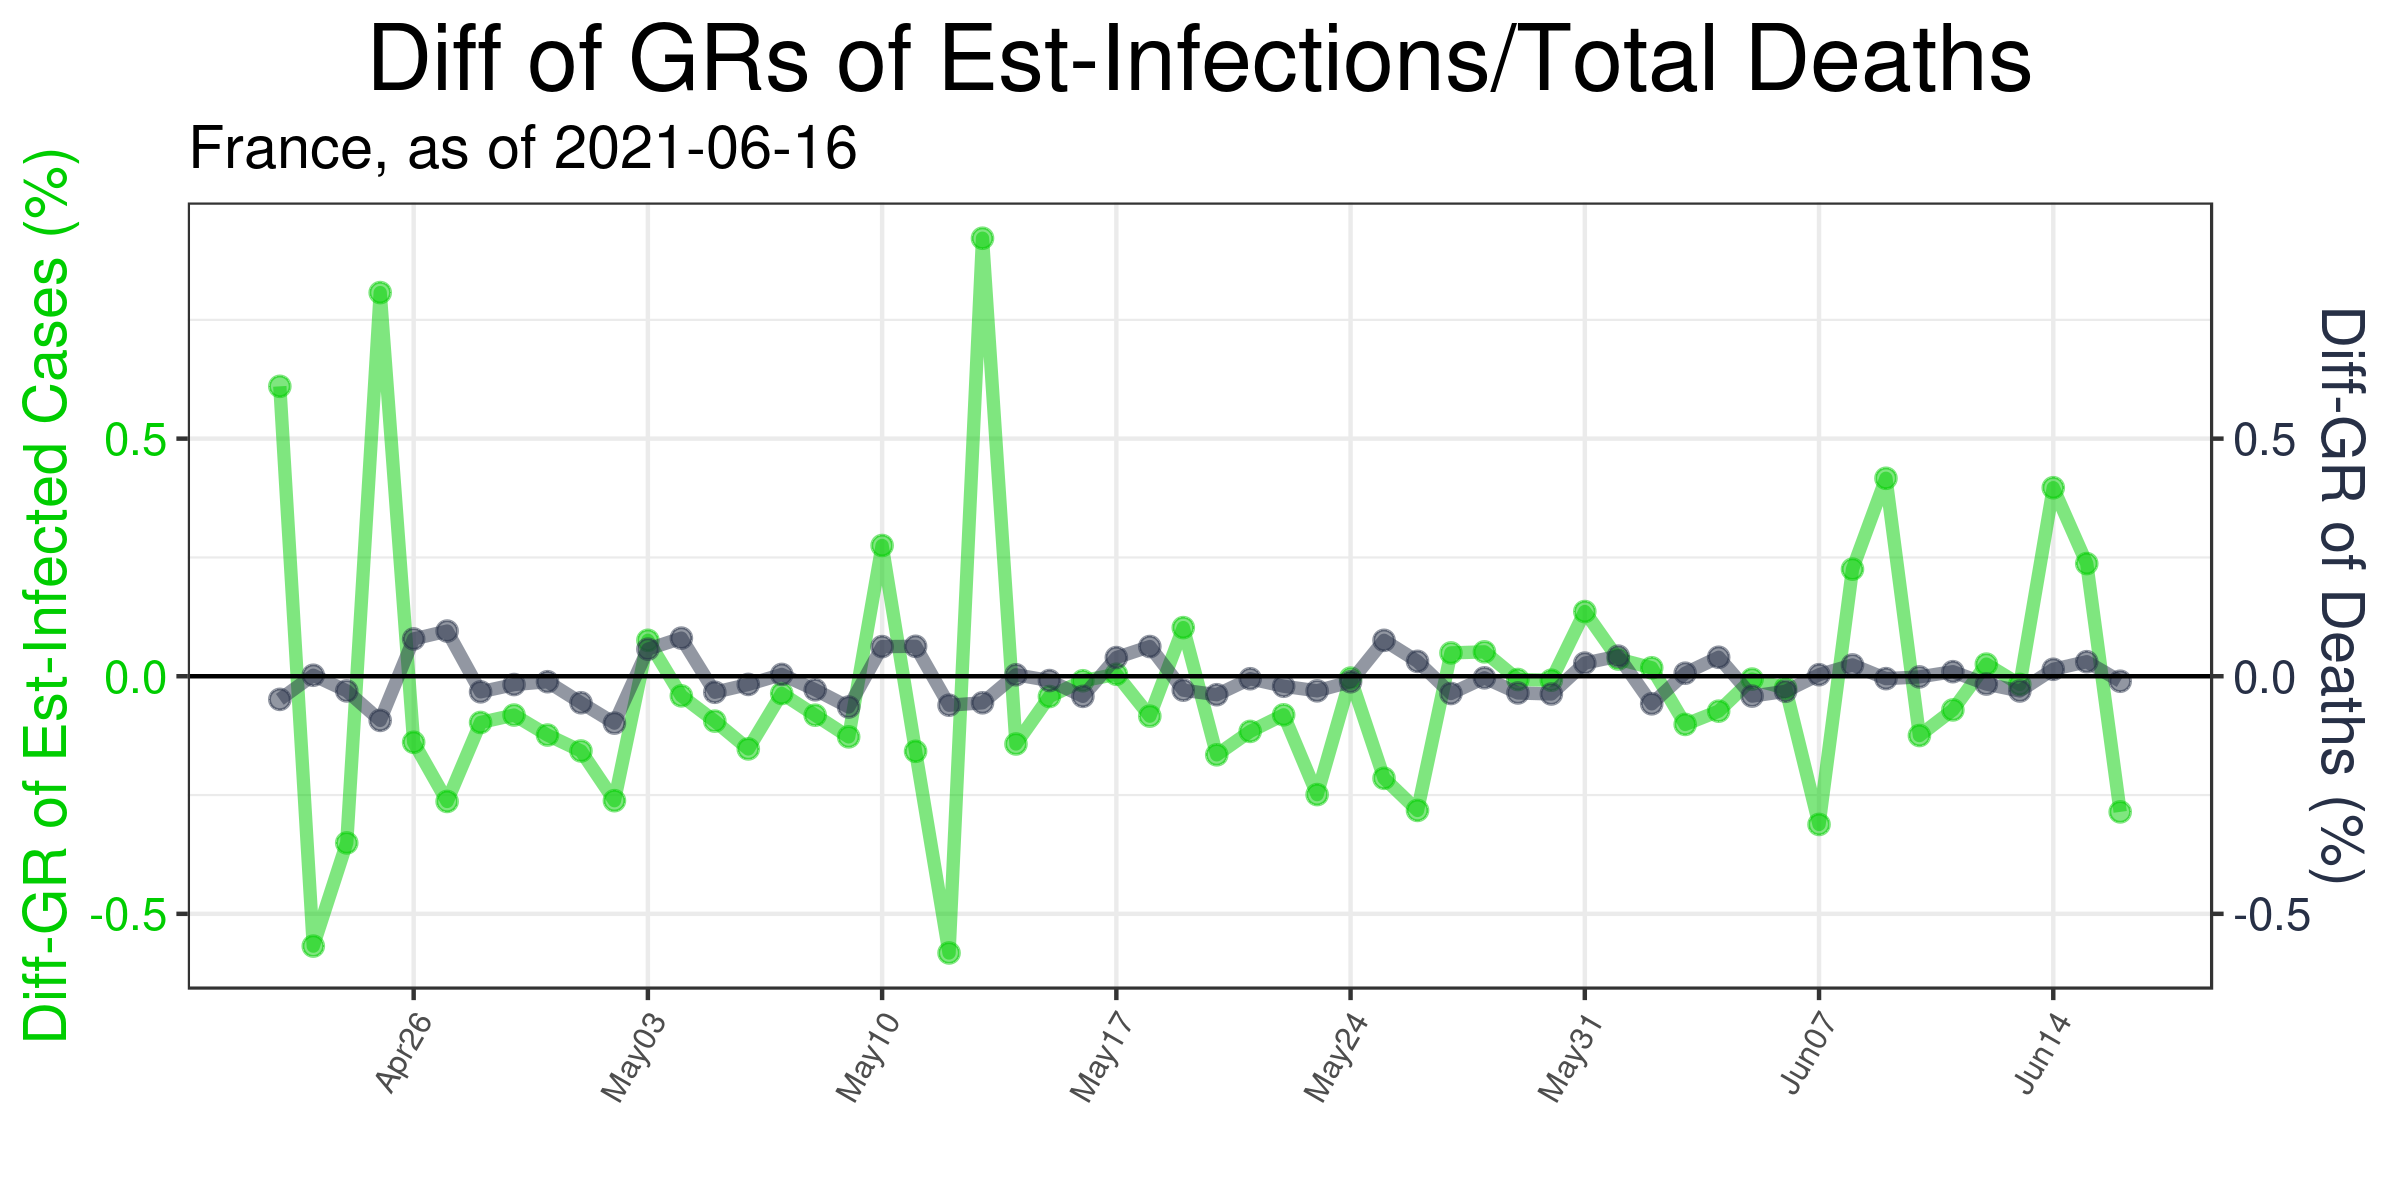 Diff of GRs of Est-Infections/Total Deaths
France, as of 2021-06-16
Diff-GR of Est-Infected Cases (%)
0.5
0.0
-0.5
0.5
0.0
-0.5
Diff-GR of Deaths (%)
Apr26
May03
May10
May17
May24
May31
Jun07
Jun14